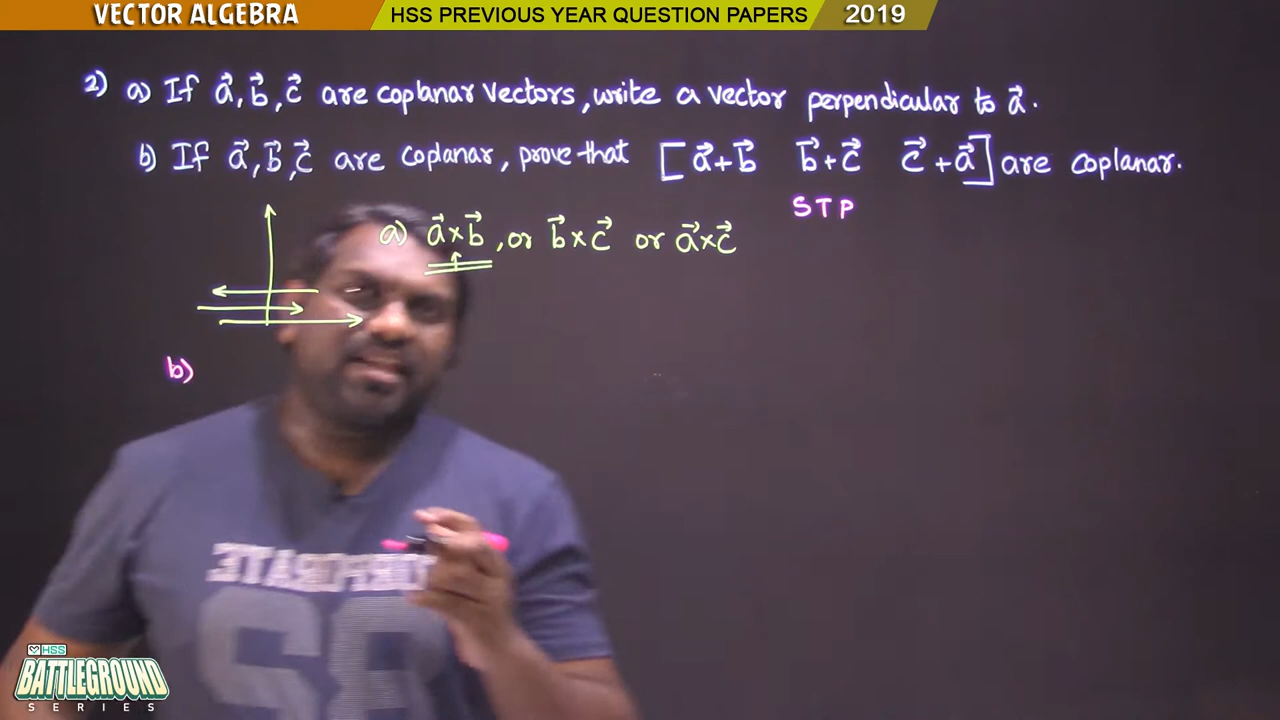 VECTOR ALGEBRA HSS PREVIOUS YEAR QUESTION PAPERS 2019
2) a) If a⃗, b⃗, c⃗ are coplanar vectors, write a vector perpendicular to a⃗.
b) If a⃗, b⃗, c⃗ are coplanar, prove that [a⃗+b⃗ b⃗+c⃗ c⃗+a⃗] are coplanar.
STP
a) a⃗×b⃗, or b⃗×c⃗ or a⃗×c⃗
b)
HSS
BATTLEGROUND
SERIES